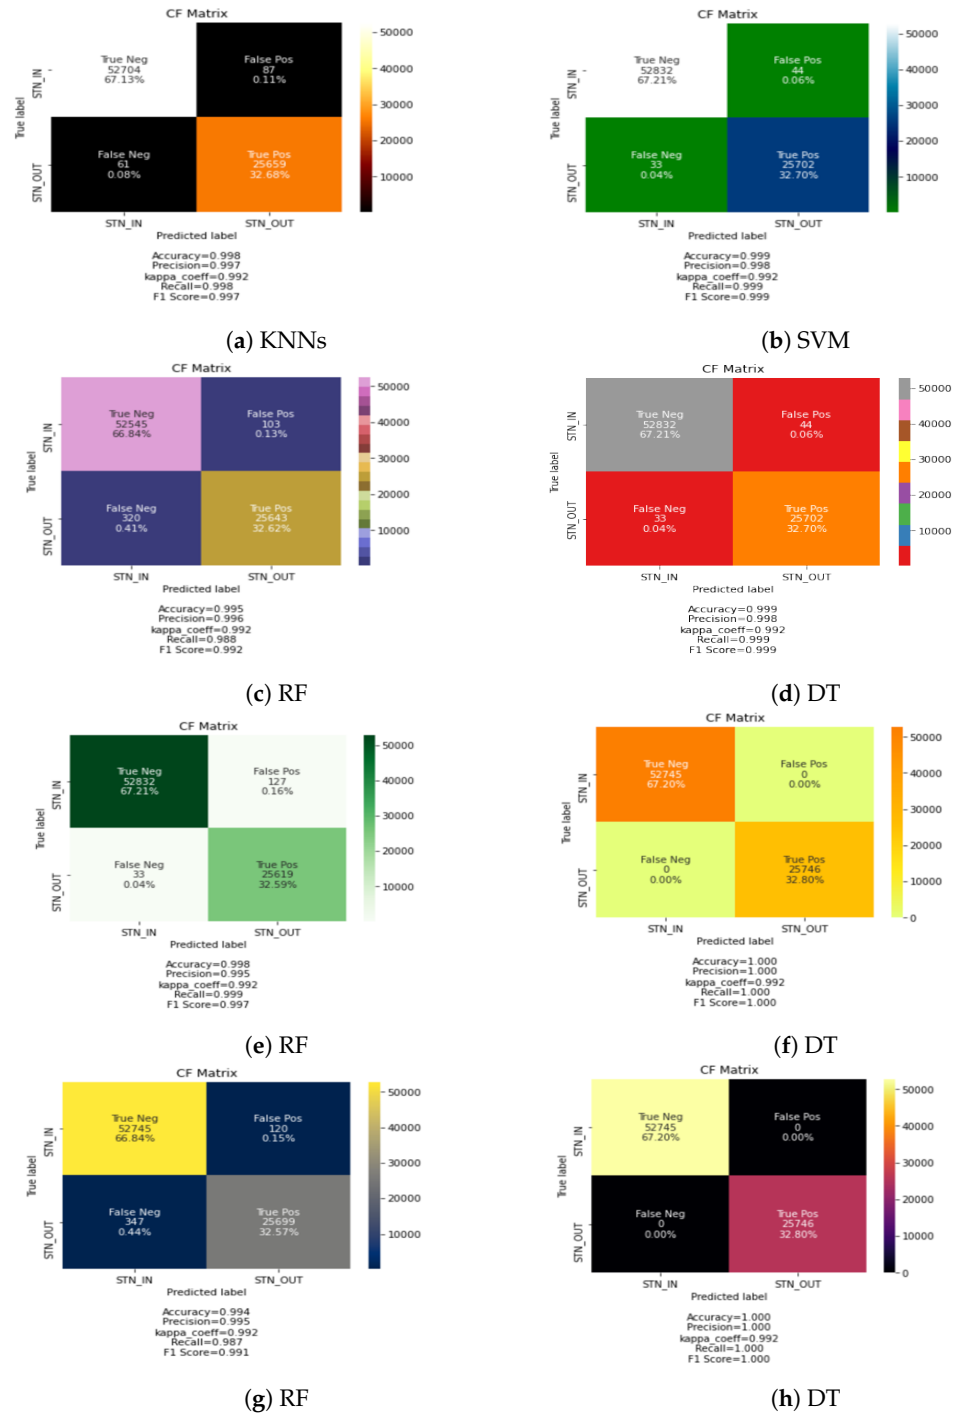 CF Matrix
STN_IN
STN_OUT
True label
True Neg
52704
67.13%
False Pos
87
0.11%
False Neg
61
0.08%
True Pos
25659
32.68%
50000
40000
30000
20000
10000
STN_IN STN_OUT
Predicted label
Accuracy=0.998
Precision=0.997
kappa_coeff=0.992
Recall=0.998
F1 Score=0.997
(a) KNNs
CF Matrix
STN_IN
STN_OUT
True label
True Neg
52832
67.21%
False Pos
44
0.06%
False Neg
33
0.04%
True Pos
25702
32.70%
50000
40000
30000
20000
10000
STN_IN STN_OUT
Predicted label
Accuracy=0.999
Precision=0.998
kappa_coeff=0.992
Recall=0.999
F1 Score=0.999
(b) SVM
CF Matrix
STN_IN
STN_OUT
True label
True Neg
52545
66.84%
False Pos
103
0.13%
False Neg
320
0.41%
True Pos
25643
32.62%
50000
40000
30000
20000
10000
STN_IN STN_OUT
Predicted label
Accuracy=0.995
Precision=0.996
kappa_coeff=0.992
Recall=0.988
F1 Score=0.992
(c) RF
CF Matrix
STN_IN
STN_OUT
True label
True Neg
52832
67.21%
False Pos
44
0.06%
False Neg
33
0.04%
True Pos
25702
32.70%
50000
40000
30000
20000
10000
STN_IN STN_OUT
Predicted label
Accuracy=0.999
Precision=0.998
kappa_coeff=0.992
Recall=0.999
F1 Score=0.999
(d) DT
CF Matrix
STN_IN
STN_OUT
True label
True Neg
52832
67.21%
False Pos
127
0.16%
False Neg
33
0.04%
True Pos
25619
32.59%
50000
40000
30000
20000
10000
STN_IN STN_OUT
Predicted label
Accuracy=0.998
Precision=0.995
kappa_coeff=0.992
Recall=0.999
F1 Score=0.997
(e) RF
CF Matrix
STN_IN
STN_OUT
True label
True Neg
52745
67.20%
False Pos
0
0.00%
False Neg
0
0.00%
True Pos
25746
32.80%
50000
40000
30000
20000
10000
0
STN_IN STN_OUT
Predicted label
Accuracy=1.000
Precision=1.000
kappa_coeff=0.992
Recall=1.000
F1 Score=1.000
(f) DT
CF Matrix
STN_IN
STN_OUT
True label
True Neg
52745
66.84%
False Pos
120
0.15%
False Neg
347
0.44%
True Pos
25699
32.57%
50000
40000
30000
20000
10000
STN_IN STN_OUT
Predicted label
Accuracy=0.994
Precision=0.995
kappa_coeff=0.992
Recall=0.987
F1 Score=0.991
(g) RF
CF Matrix
STN_IN
STN_OUT
True label
True Neg
52745
67.20%
False Pos
0
0.00%
False Neg
0
0.00%
True Pos
25746
32.80%
50000
40000
30000
20000
10000
0
STN_IN STN_OUT
Predicted label
Accuracy=1.000
Precision=1.000
kappa_coeff=0.992
Recall=1.000
F1 Score=1.000
(h) DT